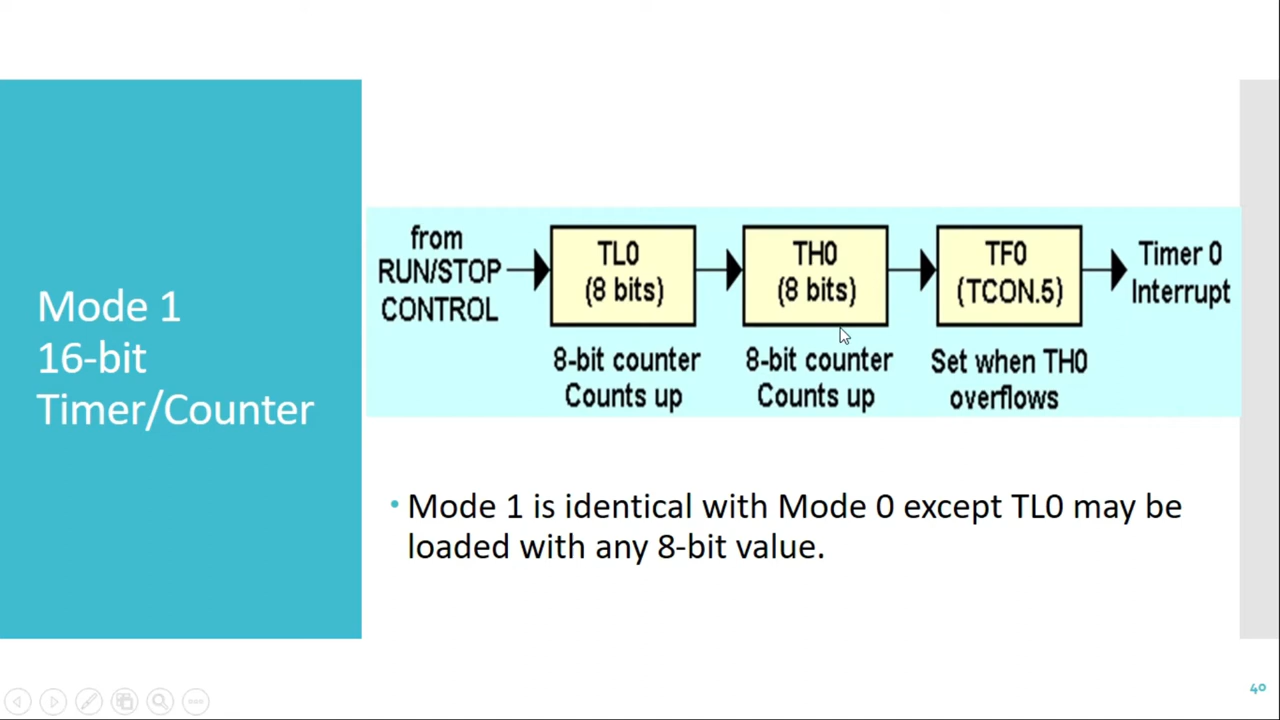 Mode 1
16-bit
Timer/Counter
from
RUN/STOP
CONTROL
TL0
(8 bits)
8-bit counter
Counts up
TH0
(8 bits)
8-bit counter
Counts up
TF0
(TCON.5)
Set when TH0
overflows
Timer 0
Interrupt
• Mode 1 is identical with Mode 0 except TL0 may be
loaded with any 8-bit value.
40